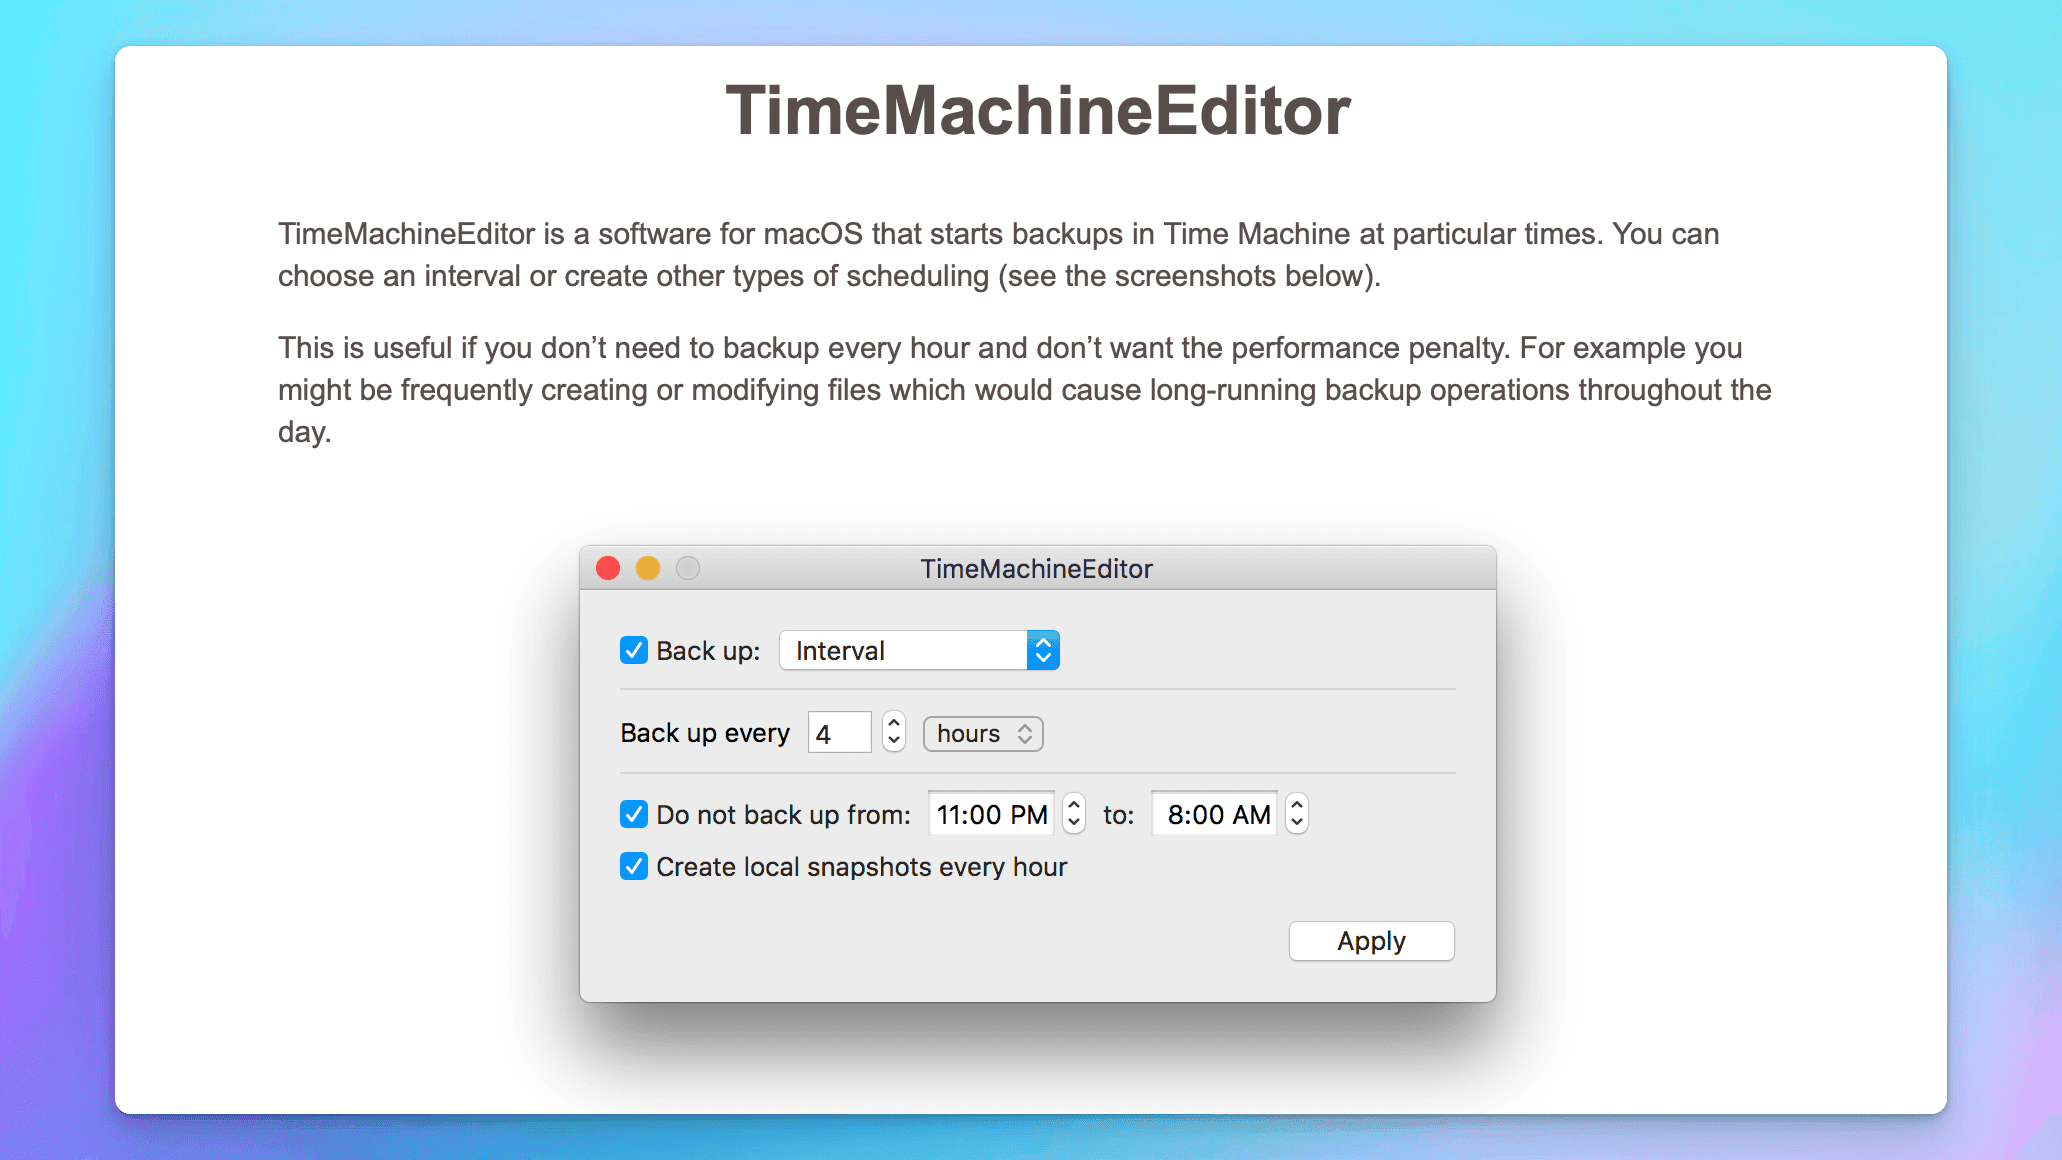 TimeMachineEditor
TimeMachineEditor is a software for macOS that starts backups in Time Machine at particular times. You can
choose an interval or create other types of scheduling (see the screenshots below).
This is useful if you don’t need to backup every hour and don’t want the performance penalty. For example you
might be frequently creating or modifying files which would cause long-running backup operations throughout the
day.
TimeMachineEditor
Back up: Interval
Back up every 4 hours
Do not back up from: 11:00 PM to: 8:00 AM
Create local snapshots every hour
Apply